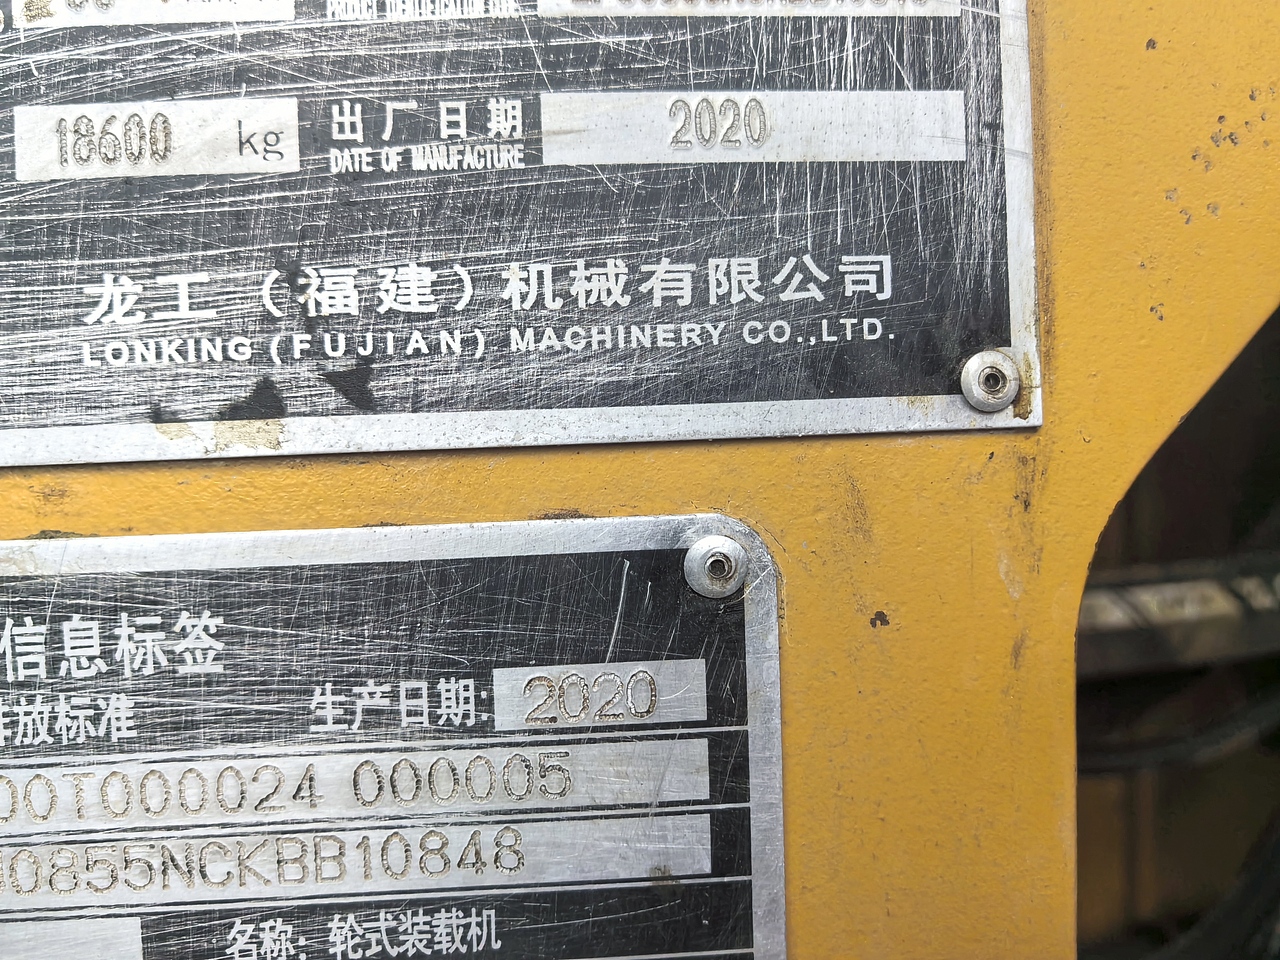 18600 kg 出厂日期 2020
DATE OF MANUFACTURE
龙工（福建）机械有限公司
LONKING (FUJIAN) MACHINERY CO.,LTD.
信息标签
放标准 生产日期: 2020
00T000024 000005
0855NCKBB10848
名称: 轮式装载机